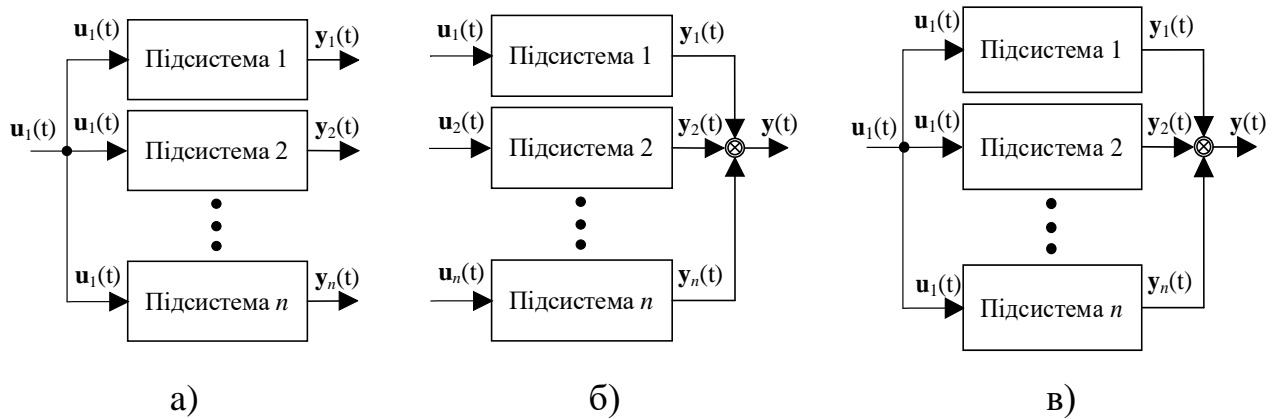 u₁(t)
Підсистема 1
y₁(t)
u₁(t)
u₁(t)
Підсистема 2
y₂(t)
u₁(t)
Підсистема n
yₙ(t)
а)
u₁(t)
Підсистема 1
y₁(t)
u₂(t)
Підсистема 2
y₂(t)
y(t)
uₙ(t)
Підсистема n
yₙ(t)
б)
u₁(t)
Підсистема 1
y₁(t)
u₁(t)
u₁(t)
Підсистема 2
y₂(t)
y(t)
u₁(t)
Підсистема n
yₙ(t)
в)